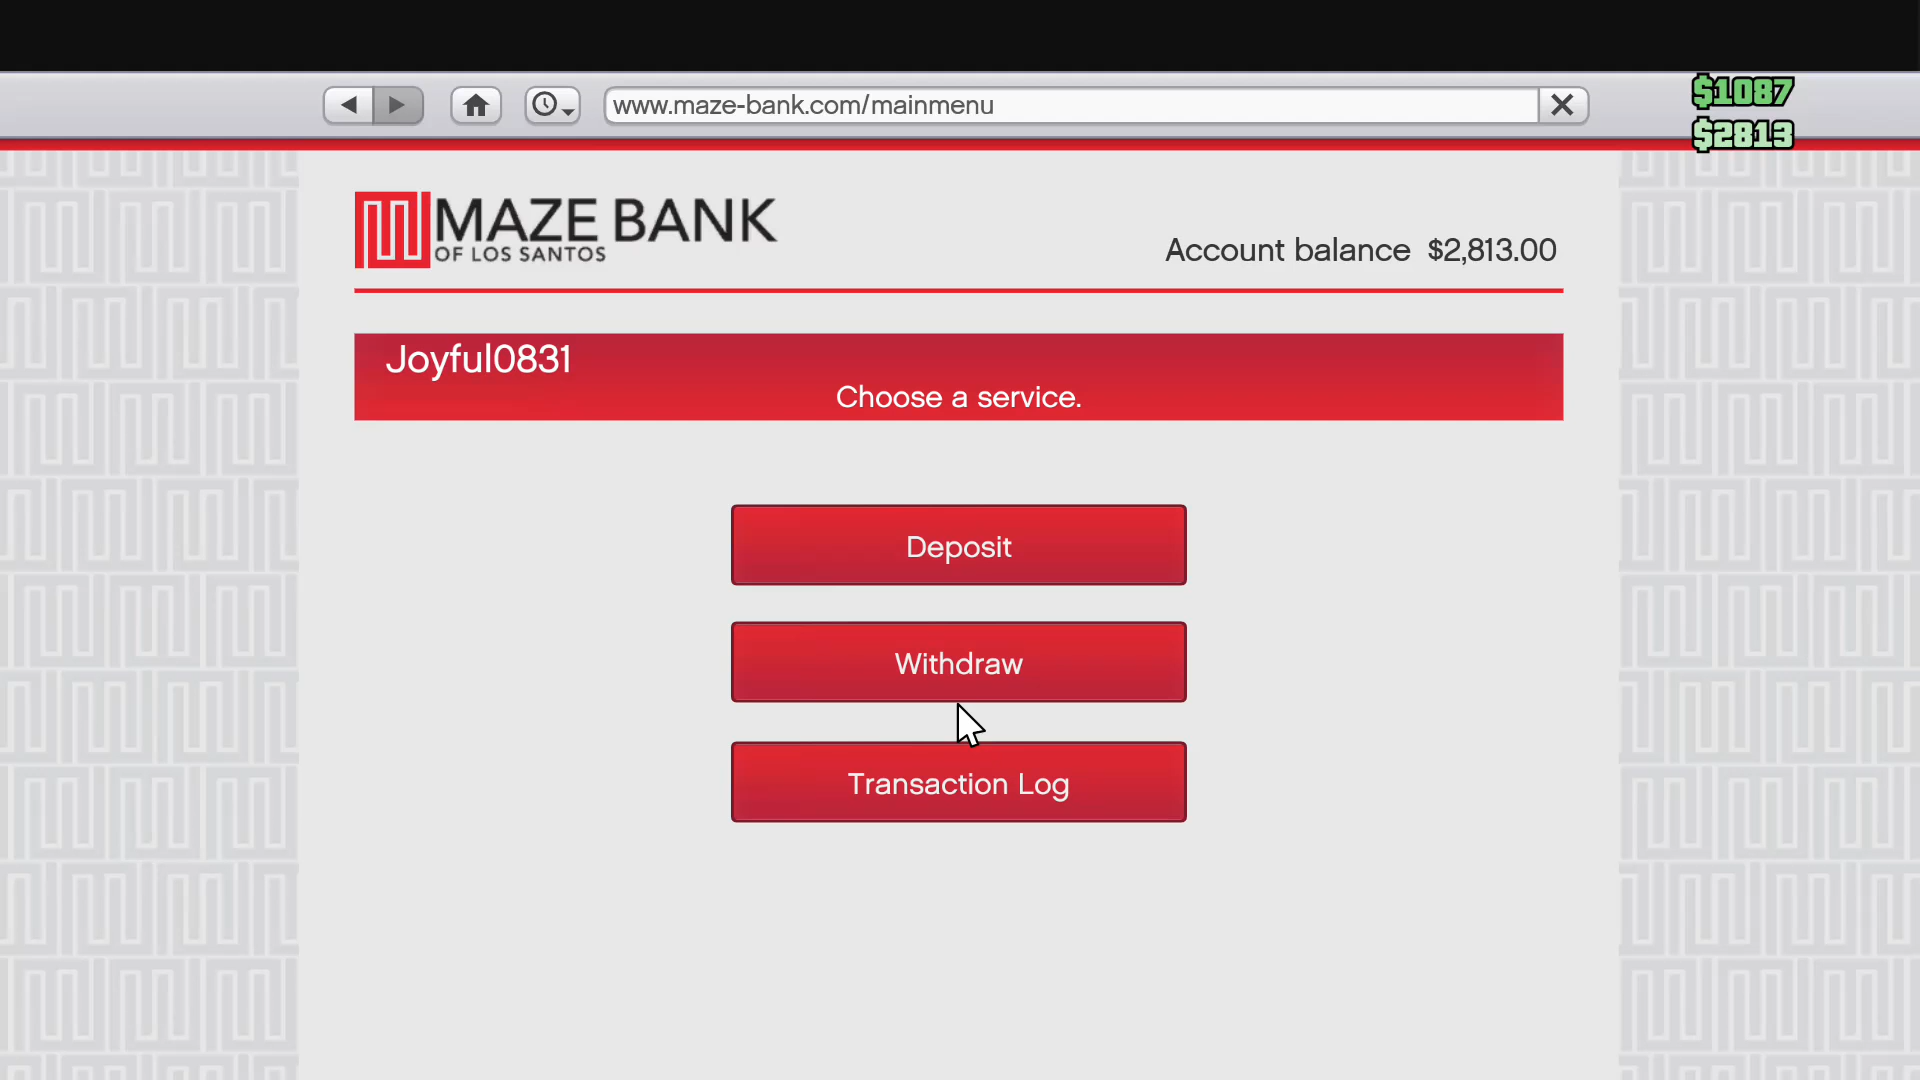 www.maze-bank.com/mainmenu
$1087
$2813
MAZE BANK
OF LOS SANTOS
Account balance $2,813.00
Joyful0831
Choose a service.
Deposit
Withdraw
Transaction Log